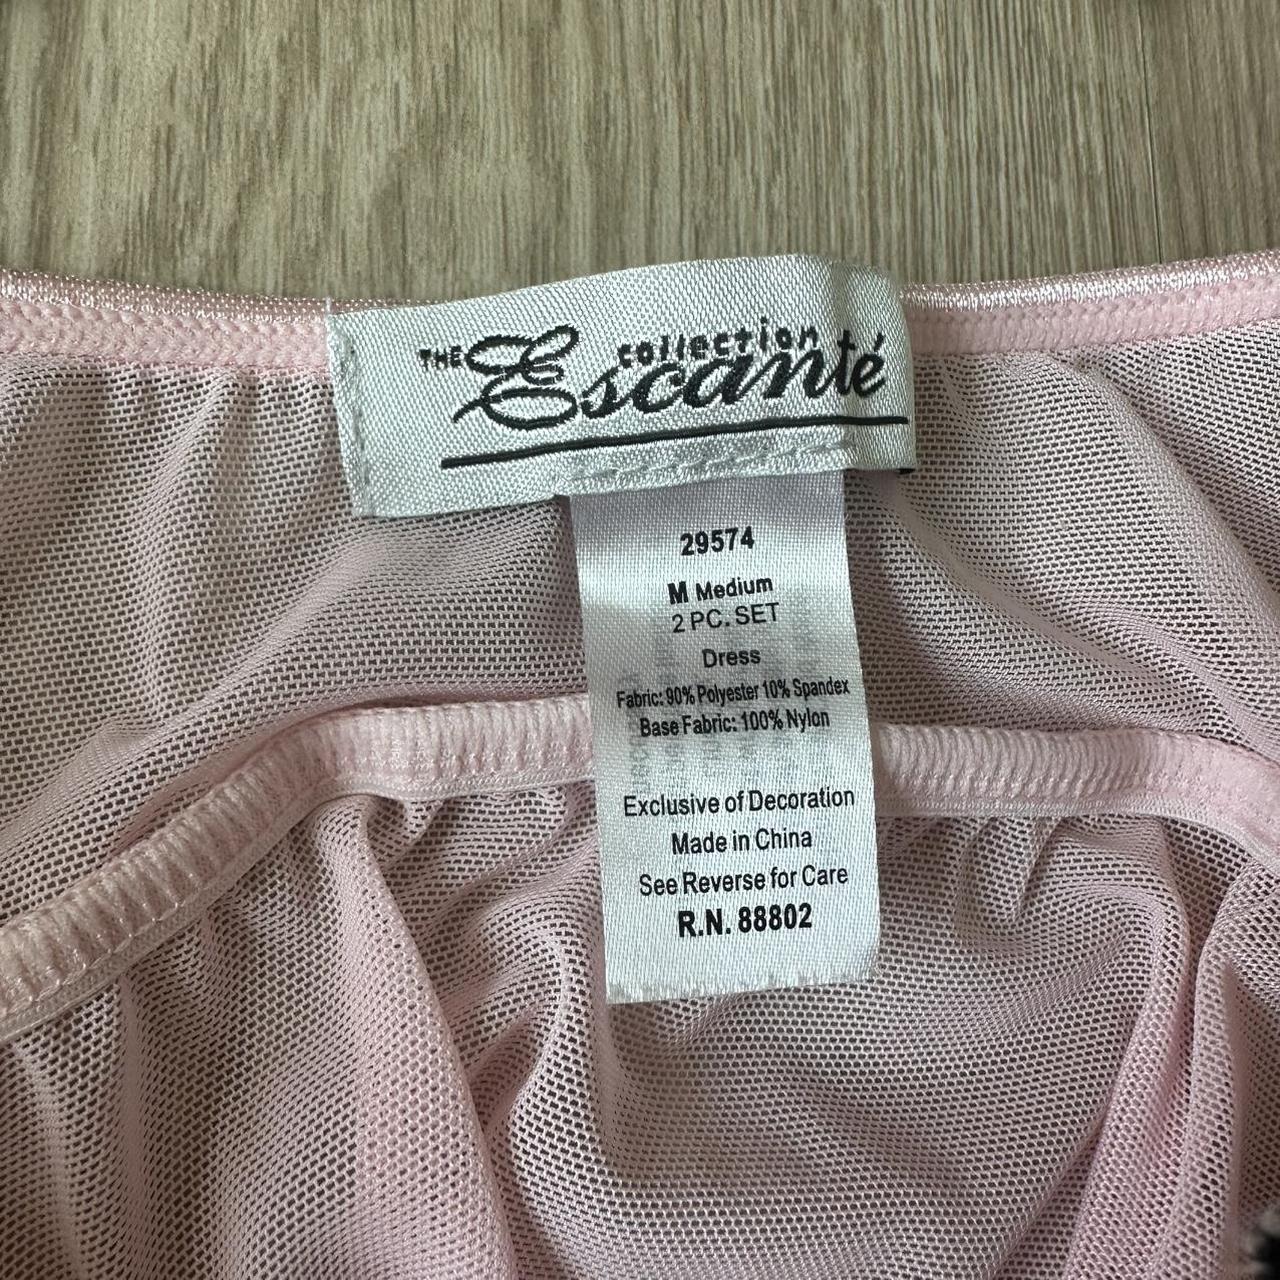 THE Escanté collection
29574
M Medium
2 PC. SET
Dress
Fabric: 90% Polyester 10% Spandex
Base Fabric: 100% Nylon
Exclusive of Decoration
Made in China
See Reverse for Care
R.N. 88802